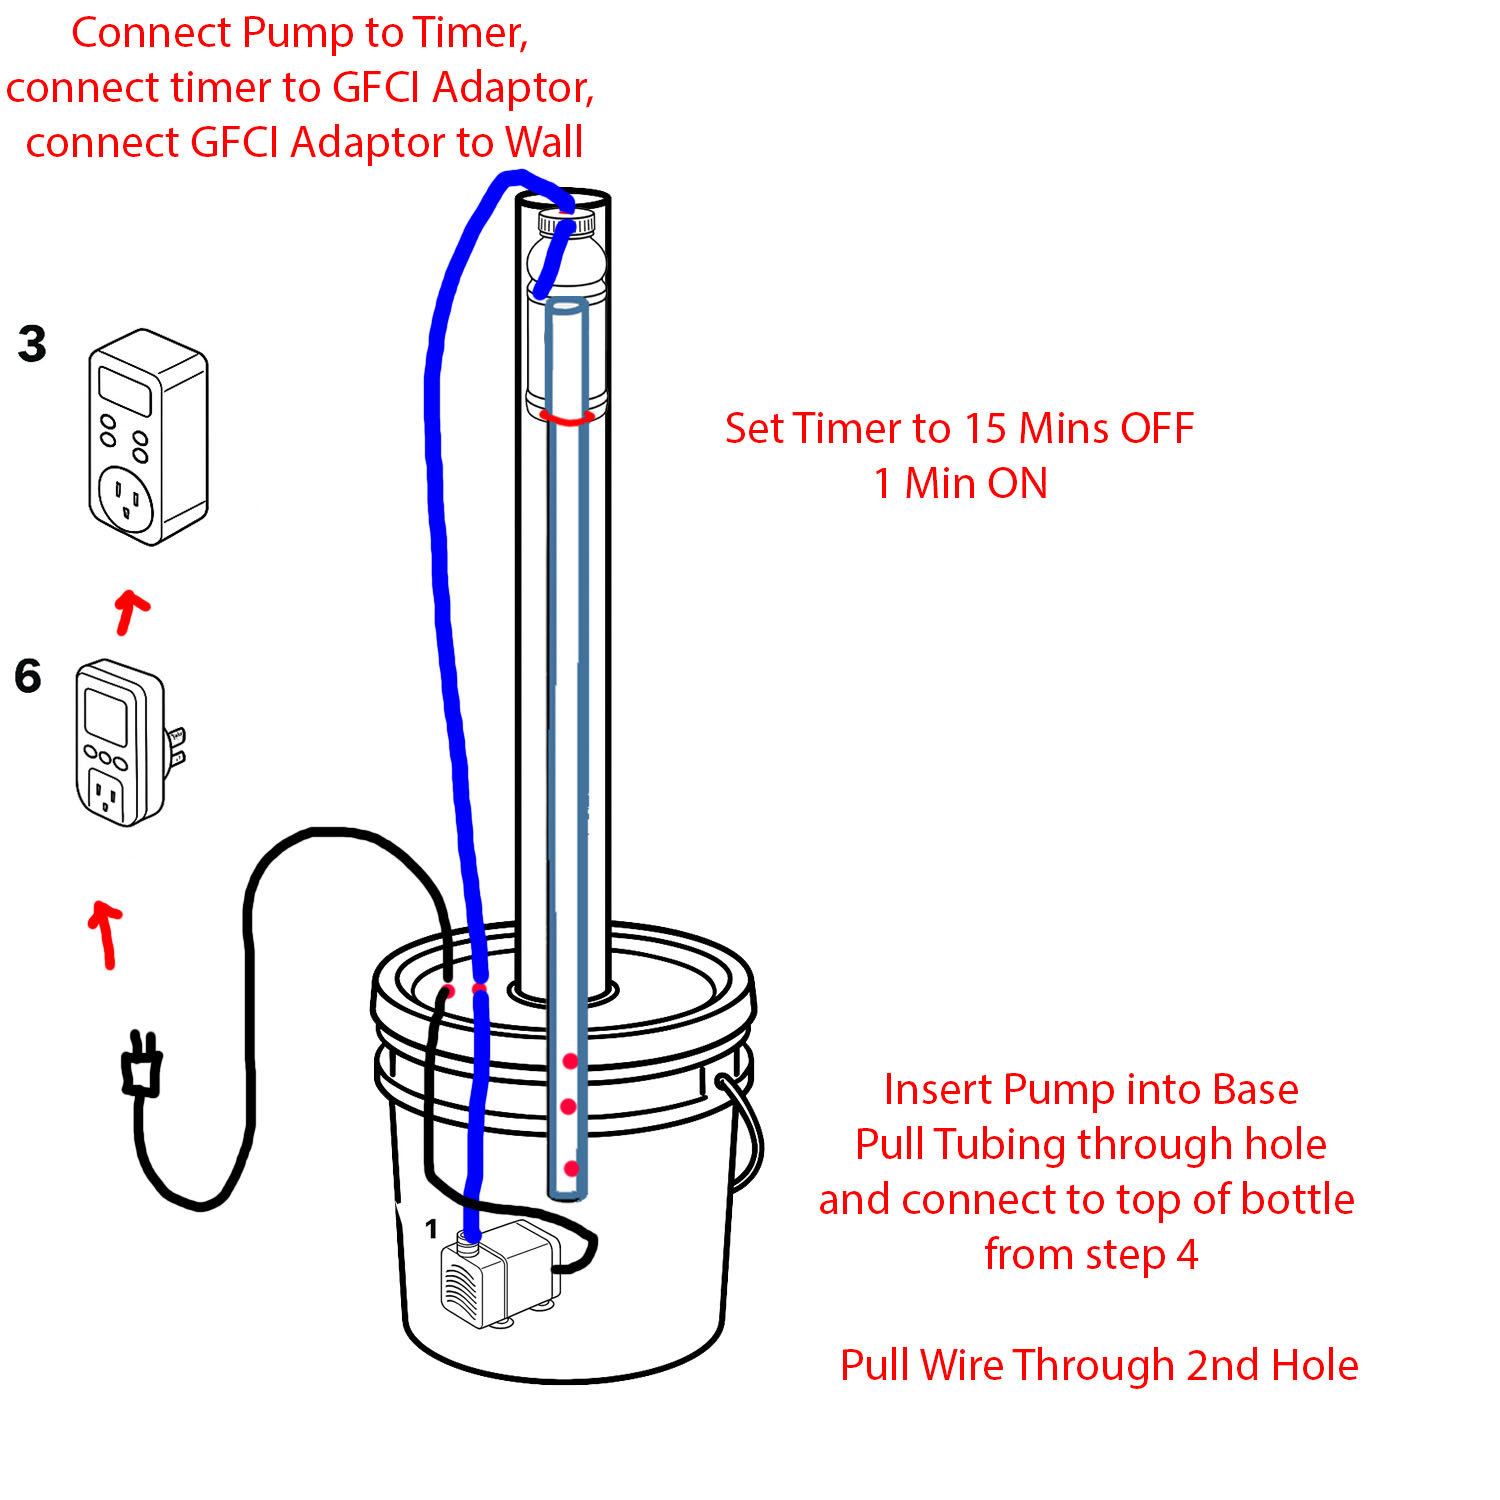 Connect Pump to Timer,
connect timer to GFCI Adaptor,
connect GFCI Adaptor to Wall
3
Set Timer to 15 Mins OFF
1 Min ON
6
Insert Pump into Base
Pull Tubing through hole
and connect to top of bottle
from step 4
1
Pull Wire Through 2nd Hole